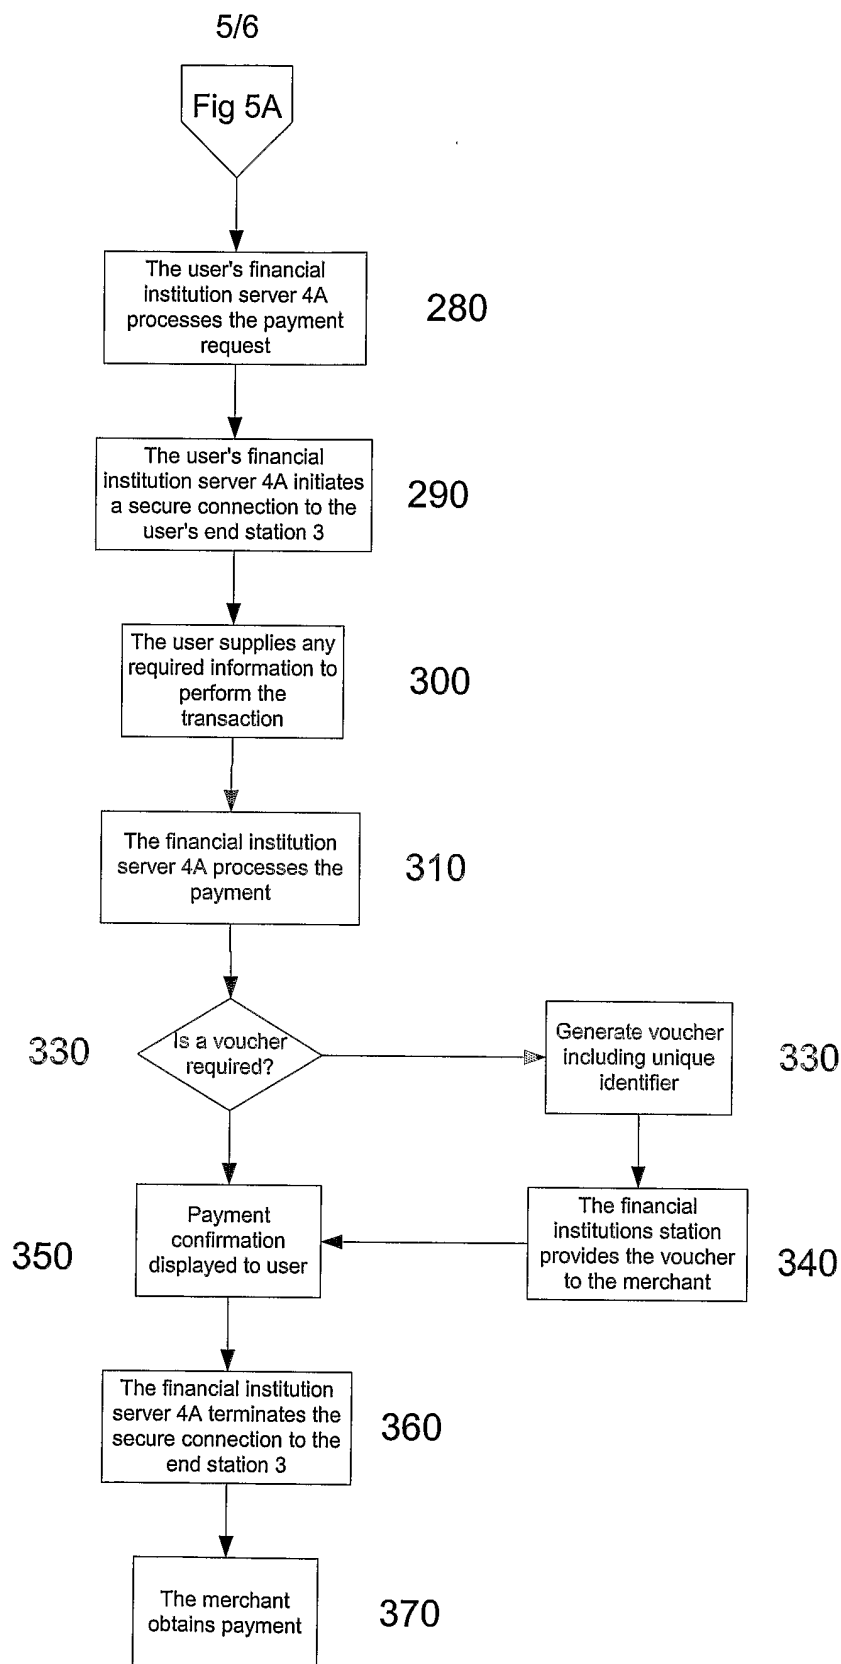 5/6
Fig 5A
The user's financial
institution server 4A
processes the payment
request
280
The user's financial
institution server 4A initiates
a secure connection to the
user's end station 3
290
The user supplies any
required information to
perform the
transaction
300
The financial institution
server 4A processes the
payment
310
330
Is a voucher
required?
Generate voucher
including unique
identifier
330
350
Payment
confirmation
displayed to user
The financial
institutions station
provides the voucher
to the merchant
340
The financial institution
server 4A terminates the
secure connection to the
end station 3
360
The merchant
obtains payment
370